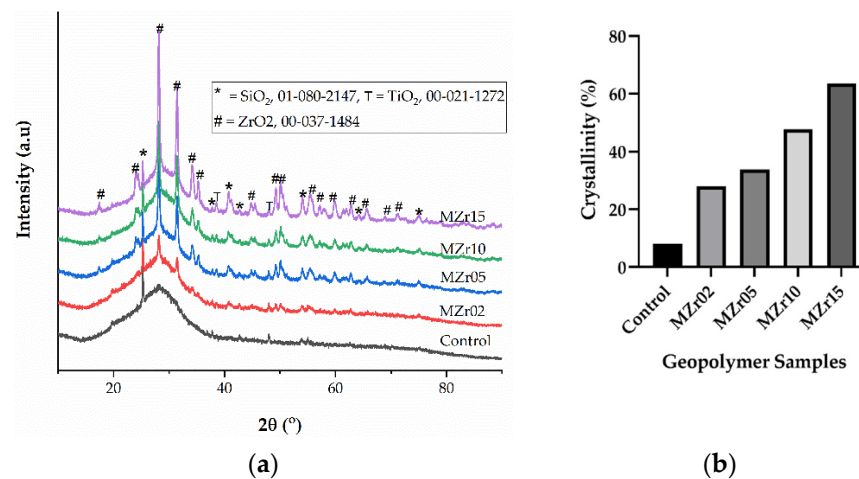 * = SiO₂, 01-080-2147, T = TiO₂, 00-021-1272
# = ZrO2, 00-037-1484
#
#
#
#
*
#
#
*
T
*
*
#
#
#
T
*
#
#
#
#
*
#
#
#
*
MZr15
MZr10
MZr05
MZr02
Control
Intensity (a.u)
20
40
60
80
2θ (°)
(a)
Crystallinity (%)
80
60
40
20
0
Control
MZr02
MZr05
MZr10
MZr15
Geopolymer Samples
(b)